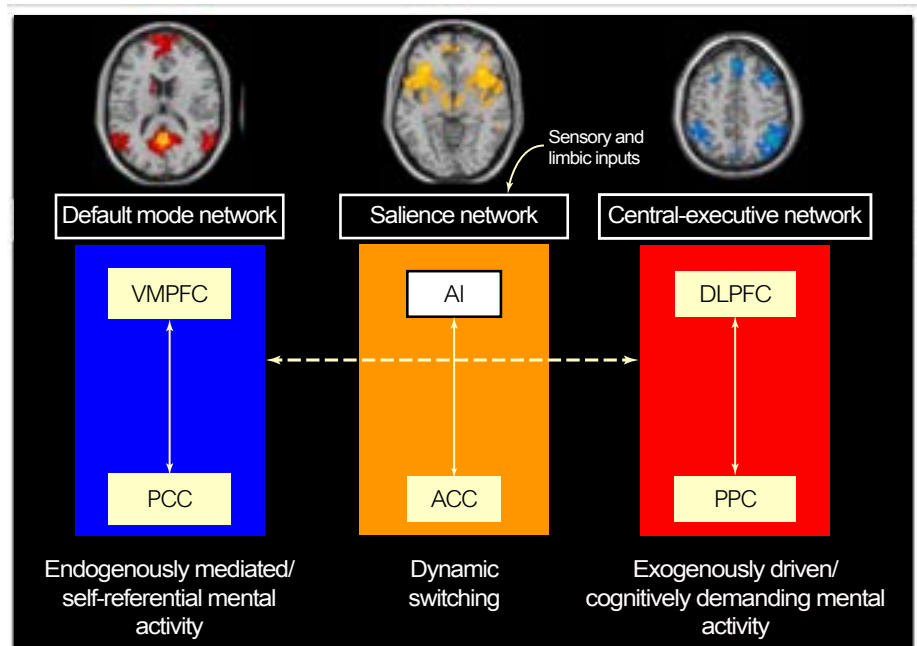 Sensory and
limbic inputs
Default mode network
Salience network
Central-executive network
VMPFC
AI
DLPFC
PCC
ACC
PPC
Endogenously mediated/
self-referential mental
activity
Dynamic
switching
Exogenously driven/
cognitively demanding mental
activity